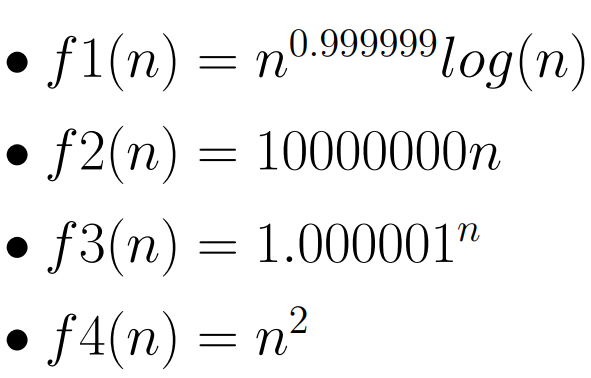 • f1(n) = n^0.999999 log(n)
• f2(n) = 10000000n
• f3(n) = 1.000001^n
• f4(n) = n^2